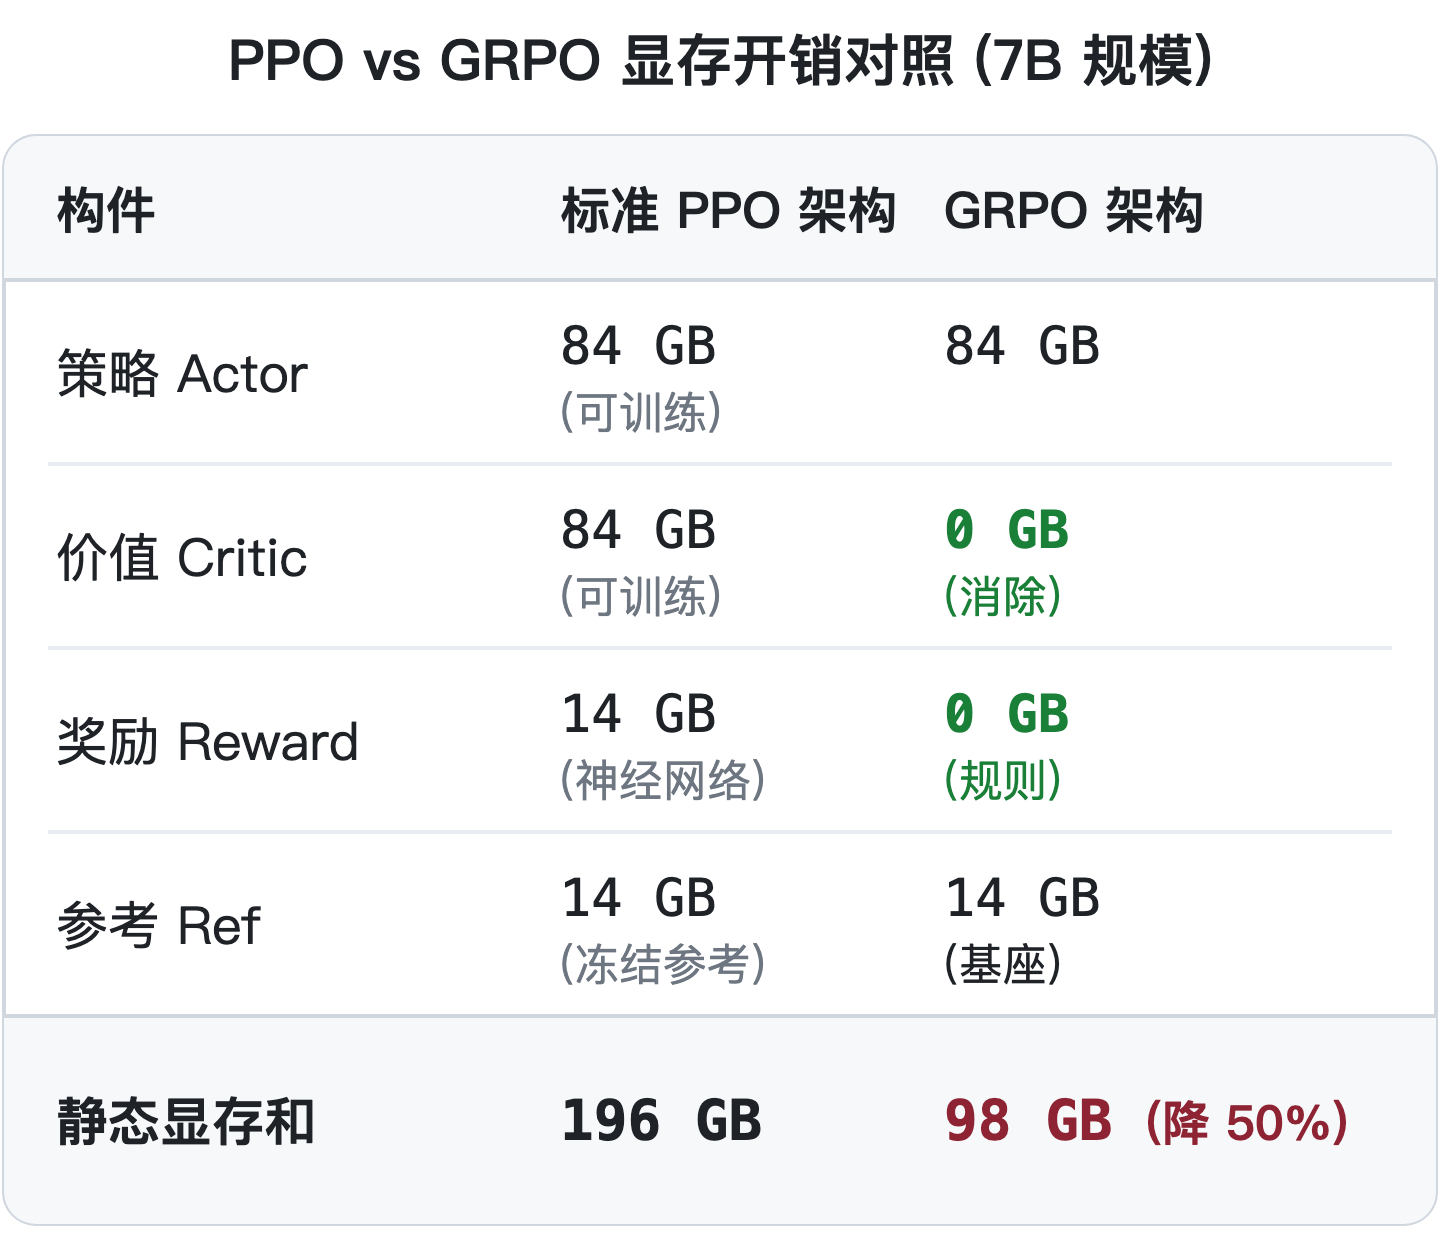 PPO vs GRPO 显存开销对照 (7B 规模)
构件 标准 PPO 架构 GRPO 架构
策略 Actor 84 GB 84 GB
(可训练)
价值 Critic 84 GB 0 GB
(可训练) (消除)
奖励 Reward 14 GB 0 GB
(神经网络) (规则)
参考 Ref 14 GB 14 GB
(冻结参考) (基座)
静态显存和 196 GB 98 GB (降 50%)